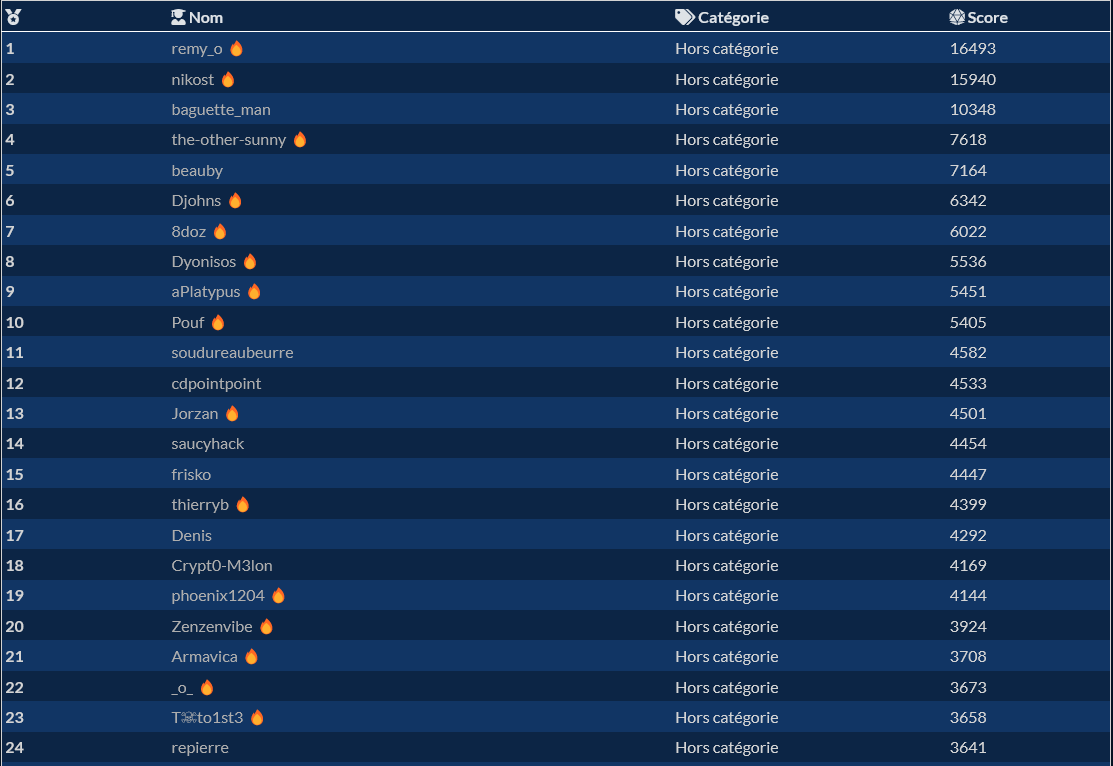 Nom Catégorie Score
1 remy_o 🔥 Hors catégorie 16493
2 nikost 🔥 Hors catégorie 15940
3 baguette_man Hors catégorie 10348
4 the-other-sunny 🔥 Hors catégorie 7618
5 beauby Hors catégorie 7164
6 Djohns 🔥 Hors catégorie 6342
7 8doz 🔥 Hors catégorie 6022
8 Dyonisos 🔥 Hors catégorie 5536
9 aPlatypus 🔥 Hors catégorie 5451
10 Pouf 🔥 Hors catégorie 5405
11 soudureaubeurre Hors catégorie 4582
12 cdpointpoint Hors catégorie 4533
13 Jorzan 🔥 Hors catégorie 4501
14 saucyhack Hors catégorie 4454
15 frisko Hors catégorie 4447
16 thierryb 🔥 Hors catégorie 4399
17 Denis Hors catégorie 4292
18 Crypt0-M3lon Hors catégorie 4169
19 phoenix1204 🔥 Hors catégorie 4144
20 Zenzenvibe 🔥 Hors catégorie 3924
21 Armavica 🔥 Hors catégorie 3708
22 _o_ 🔥 Hors catégorie 3673
23 T☠to1st3 🔥 Hors catégorie 3658
24 repierre Hors catégorie 3641